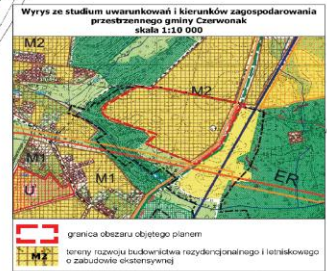 Wyrys ze studium uwarunkowań i kierunków zagospodarowania
przestrzennego gminy Czerwonak
skala 1:10 000
M2
M2
M1
M1
U
ER
granica obszaru objętego planem
M2
tereny rozwoju budownictwa rezydencjonalnego i letniskowego
o zabudowie ekstensywnej